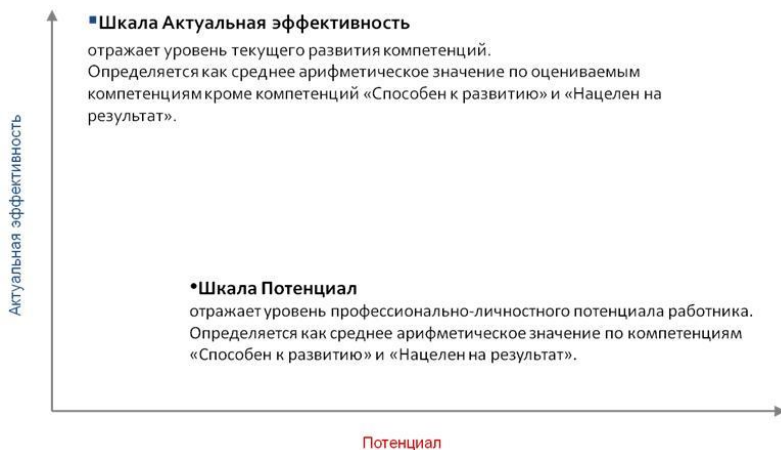 ▪Шкала Актуальная эффективность
отражает уровень текущего развития компетенций.
Определяется как среднее арифметическое значение по оцениваемым
компетенциям кроме компетенций «Способен к развитию» и «Нацелен на
результат».
Актуальная эффективность
•Шкала Потенциал
отражает уровень профессионально-личностного потенциала работника.
Определяется как среднее арифметическое значение по компетенциям
«Способен к развитию» и «Нацелен на результат».
Потенциал